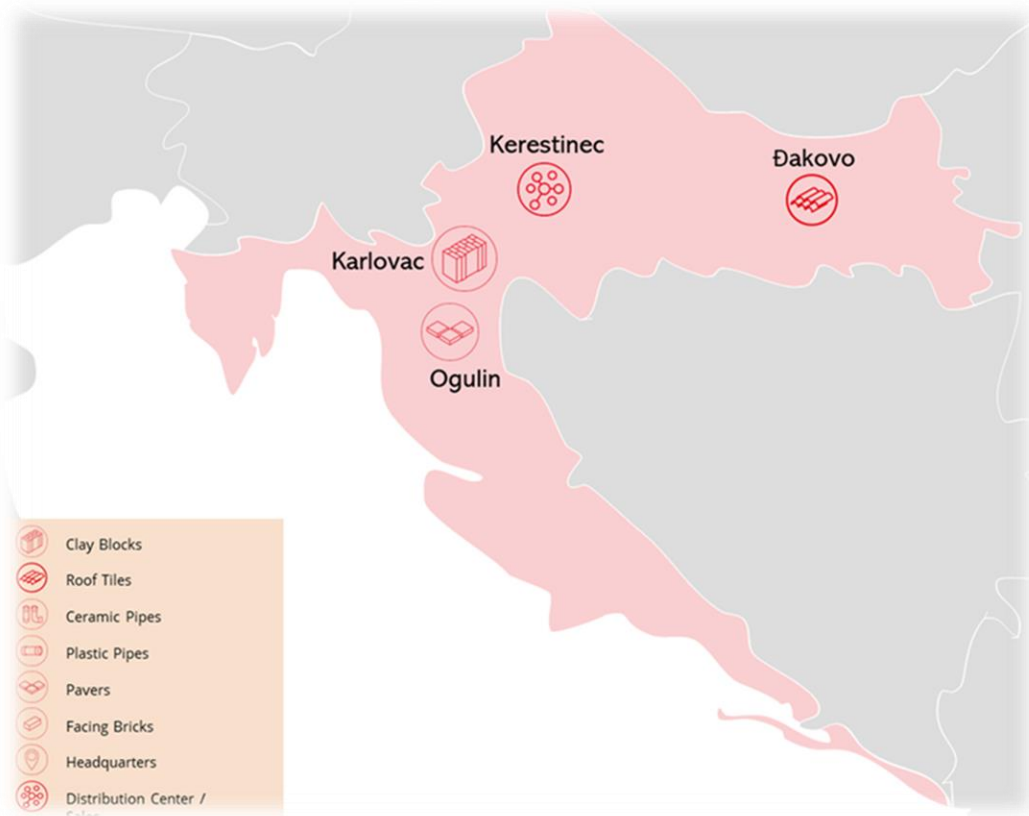 Kerestinec
Đakovo
Karlovac
Ogulin
Clay Blocks
Roof Tiles
Ceramic Pipes
Plastic Pipes
Pavers
Facing Bricks
Headquarters
Distribution Center /